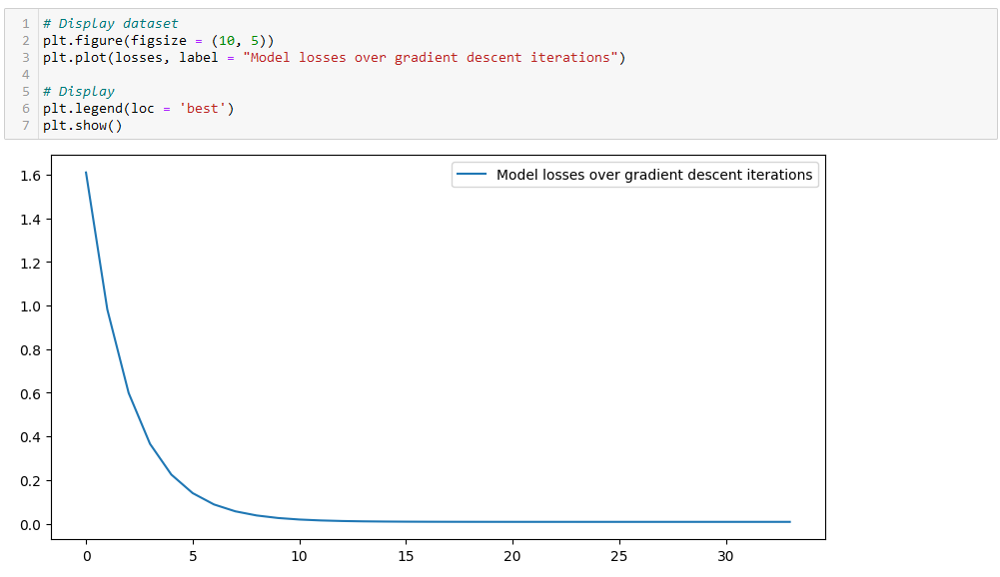 1 # Display dataset
2 plt.figure(figsize = (10, 5))
3 plt.plot(losses, label = "Model losses over gradient descent iterations")
4
5 # Display
6 plt.legend(loc = 'best')
7 plt.show()
Model losses over gradient descent iterations
1.6
1.4
1.2
1.0
0.8
0.6
0.4
0.2
0.0
0 5 10 15 20 25 30